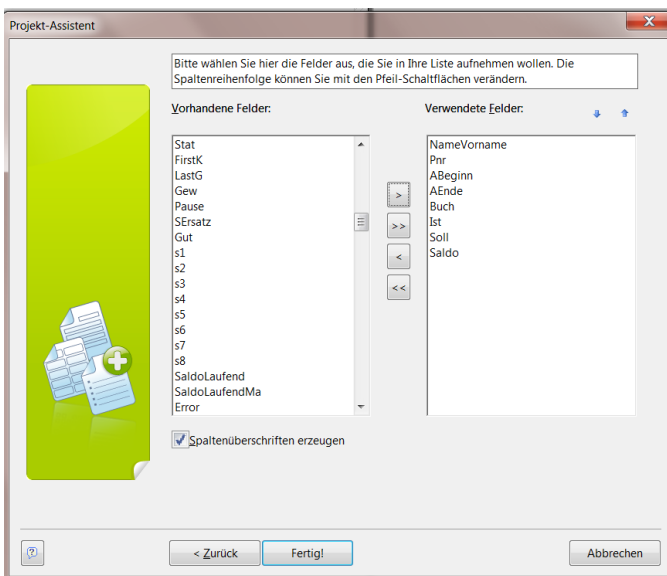 Projekt-Assistent
Bitte wählen Sie hier die Felder aus, die Sie in Ihre Liste aufnehmen wollen. Die
Spaltenreihenfolge können Sie mit den Pfeil-Schaltflächen verändern.
Vorhandene Felder:
Stat
FirstK
LastG
Gew
Pause
SErsatz
Gut
s1
s2
s3
s4
s5
s6
s7
s8
SaldoLaufend
SaldoLaufendMa
Error
>
>>
<
<<
Verwendete Felder:
NameVorname
Pnr
ABeginn
AEnde
Buch
Ist
Soll
Saldo
Spaltenüberschriften erzeugen
?
< Zurück
Fertig!
Abbrechen